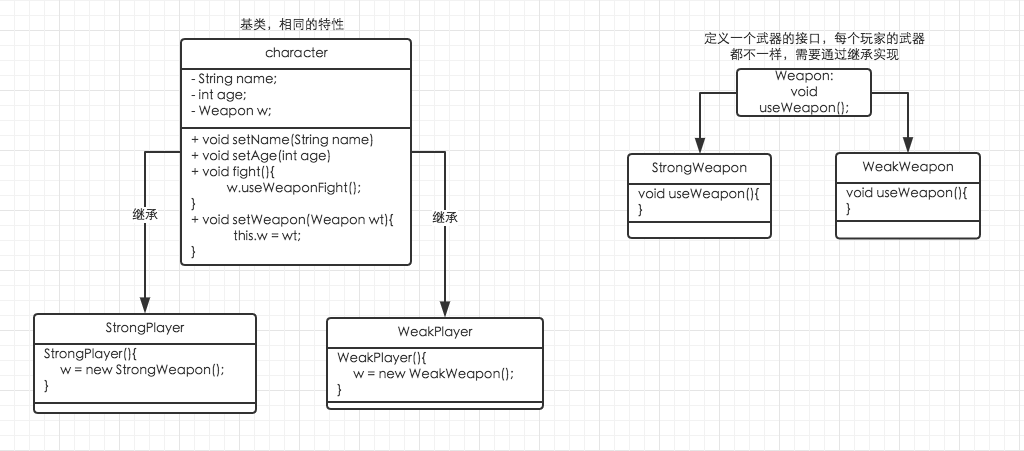 基类，相同的特性
character
- String name;
- int age;
- Weapon w;
+ void setName(String name)
+ void setAge(int age)
+ void fight(){
w.useWeaponFight();
}
+ void setWeapon(Weapon wt){
this.w = wt;
}
继承
继承
StrongPlayer
StrongPlayer(){
w = new StrongWeapon();
}
WeakPlayer
WeakPlayer(){
w = new WeakWeapon();
}
定义一个武器的接口，每个玩家的武器
都不一样，需要通过继承实现
Weapon:
void
useWeapon();
StrongWeapon
void useWeapon(){
}
WeakWeapon
void useWeapon(){
}